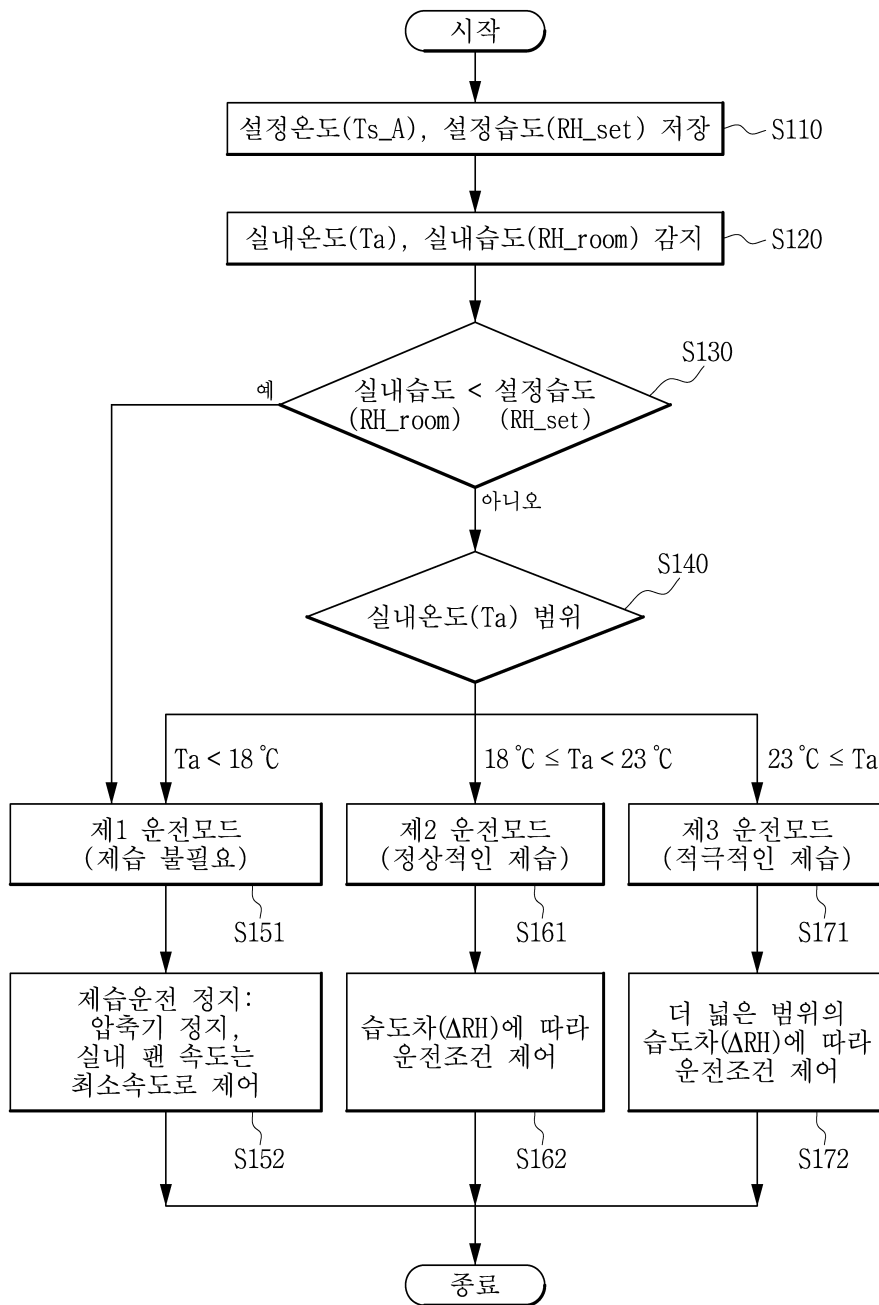 시작
설정온도(Ts_A), 설정습도(RH_set) 저장
S110
실내온도(Ta), 실내습도(RH_room) 감지
S120
S130
예
실내습도 < 설정습도
(RH_room) (RH_set)
아니오
S140
실내온도(Ta) 범위
Ta < 18 ℃
18 ℃ ≤ Ta < 23 ℃
23 ℃ ≤ Ta
제1 운전모드
(제습 불필요)
S151
제2 운전모드
(정상적인 제습)
S161
제3 운전모드
(적극적인 제습)
S171
제습운전 정지:
압축기 정지,
실내 팬 속도는
최소속도로 제어
S152
습도차(ΔRH)에 따라
운전조건 제어
S162
더 넓은 범위의
습도차(ΔRH)에 따라
운전조건 제어
S172
종료